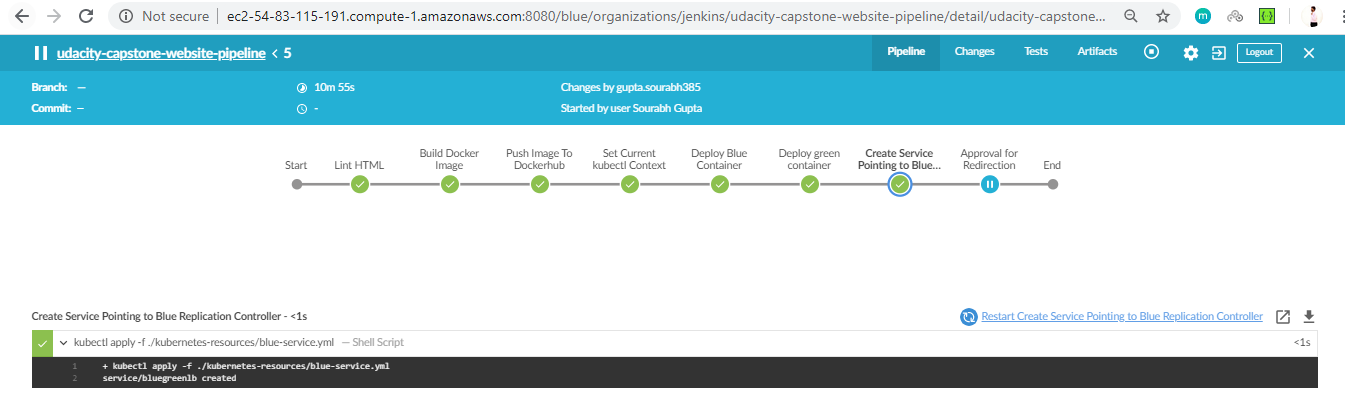 Not secure ec2-54-83-115-191.compute-1.amazonaws.com:8080/blue/organizations/jenkins/udacity-capstone-website-pipeline/detail/udacity-capstone...
m
udacity-capstone-website-pipeline < 5
Pipeline Changes Tests Artifacts Logout
Branch: — 10m 55s Changes by gupta.sourabh385
Commit: — - Started by user Sourabh Gupta
Start
Lint HTML
Build Docker
Image
Push Image To
Dockerhub
Set Current
kubectl Context
Deploy Blue
Container
Deploy green
container
Create Service
Pointing to Blue...
Approval for
Redirection
End
Create Service Pointing to Blue Replication Controller - <1s
Restart Create Service Pointing to Blue Replication Controller
kubectl apply -f ./kubernetes-resources/blue-service.yml — Shell Script <1s
1 + kubectl apply -f ./kubernetes-resources/blue-service.yml
2 service/bluegreenlb created